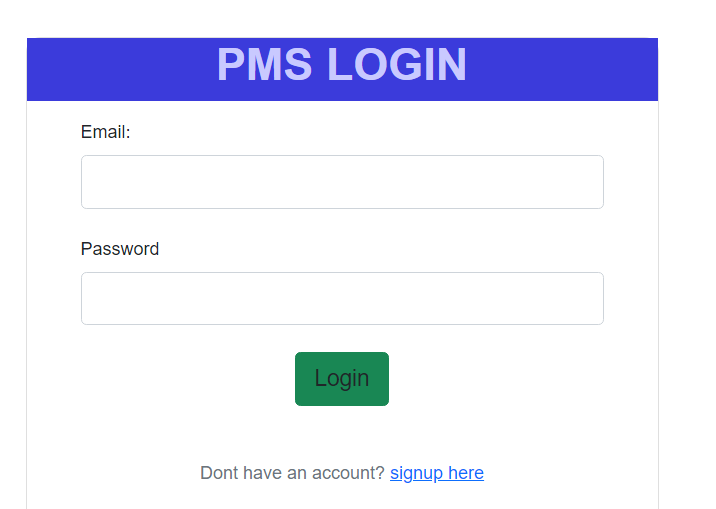 PMS LOGIN
Email:
Password
Login
Dont have an account? signup here